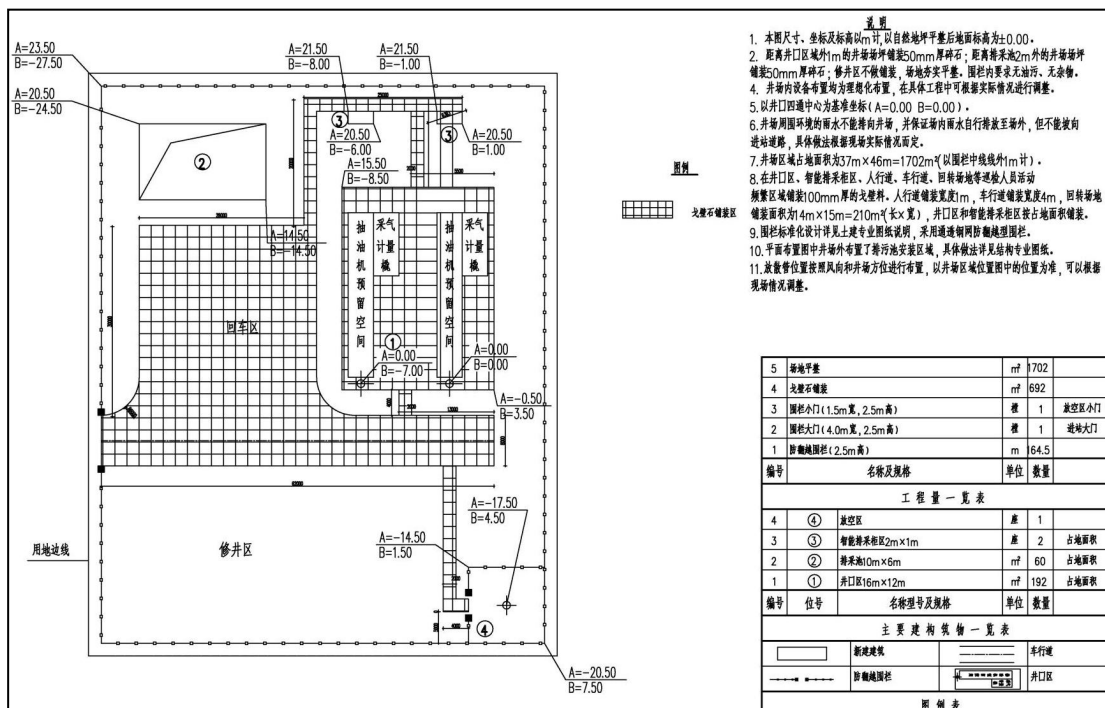 A=23.50
B=-27.50
A=20.50
B=-24.50
A=21.50
B=-8.00
A=21.50
B=-1.00
③
③
A=20.50
B=-6.00
A=20.50
B=1.00
②
A=15.50
B=-8.50
A=14.50
B=-14.50
抽油机预留空间
采气计量橇
抽油机预留空间
采气计量橇
回车区
①
A=0.00
B=-7.00
A=0.00
B=0.00
A=-0.50
B=3.50
A=-17.50
B=4.50
A=-14.50
B=1.50
用地边线
修井区
④
A=-20.50
B=7.50
图例
戈壁石铺装区
说明
1. 本图尺寸、坐标及标高以m计,以自然地坪平整后地面标高为±0.00。
2. 距离井口区域外1m的井场场坪铺装50mm厚碎石；距离排采池2m外的井场场坪
铺装50mm厚碎石；修井区不做铺装，场地夯实平整。围栏内要求无油污、无杂物。
4. 井场内设备布置均为理想化布置，在具体工程中可根据实际情况进行调整。
5.以井口四通中心为基准坐标(A=0.00 B=0.00)。
6.井场周围环境的雨水不能排向井场，并保证场内雨水自行排放至场外，但不能被向
进站道路，具体做法根据现场实际情况而定。
7.井场区域占地面积为37m×46m=1702m²(以围栏中线线外1m计)。
8.在井口区、智能排采柜区、人行道、车行道、回转场地等巡检人员活动
频繁区域铺装100mm厚的戈壁料。人行道铺装宽度1m，车行道铺装宽度4m，回转场地
铺装面积为14m×15m=210m²(长×宽)，井口区和智能排采柜区按占地面积铺装。
9.围栏标准化设计详见土建专业图纸说明，采用通透钢网防翻越型围栏。
10.平面布置图中井场外布置了排污池安装区域，具体做法详见结构专业图纸。
11.放散管位置按照风向和井场方位进行布置，以井场区域位置图中的位置为准，可以根据
现场情况调整。
5 场地平整 m² 1702
4 戈壁石铺装 m² 692
3 围栏小门(1.5m宽,2.5m高) 樘 1 放空区小门
2 围栏大门(4.0m宽,2.5m高) 樘 1 进站大门
1 防翻越围栏(2.5m高) m 164.5
编号 名称及规格 单位 数量
工程量一览表
4 ④ 放空区 座 1
3 ③ 智能排采柜区2m×1m 座 2 占地面积
2 ② 排采池10m×6m m² 60 占地面积
1 ① 井口区16m×12m m² 192 占地面积
编号 位号 名称型号及规格 单位 数量
主要建构筑物一览表
新建建筑 车行道
防翻越围栏 井口区
图例表